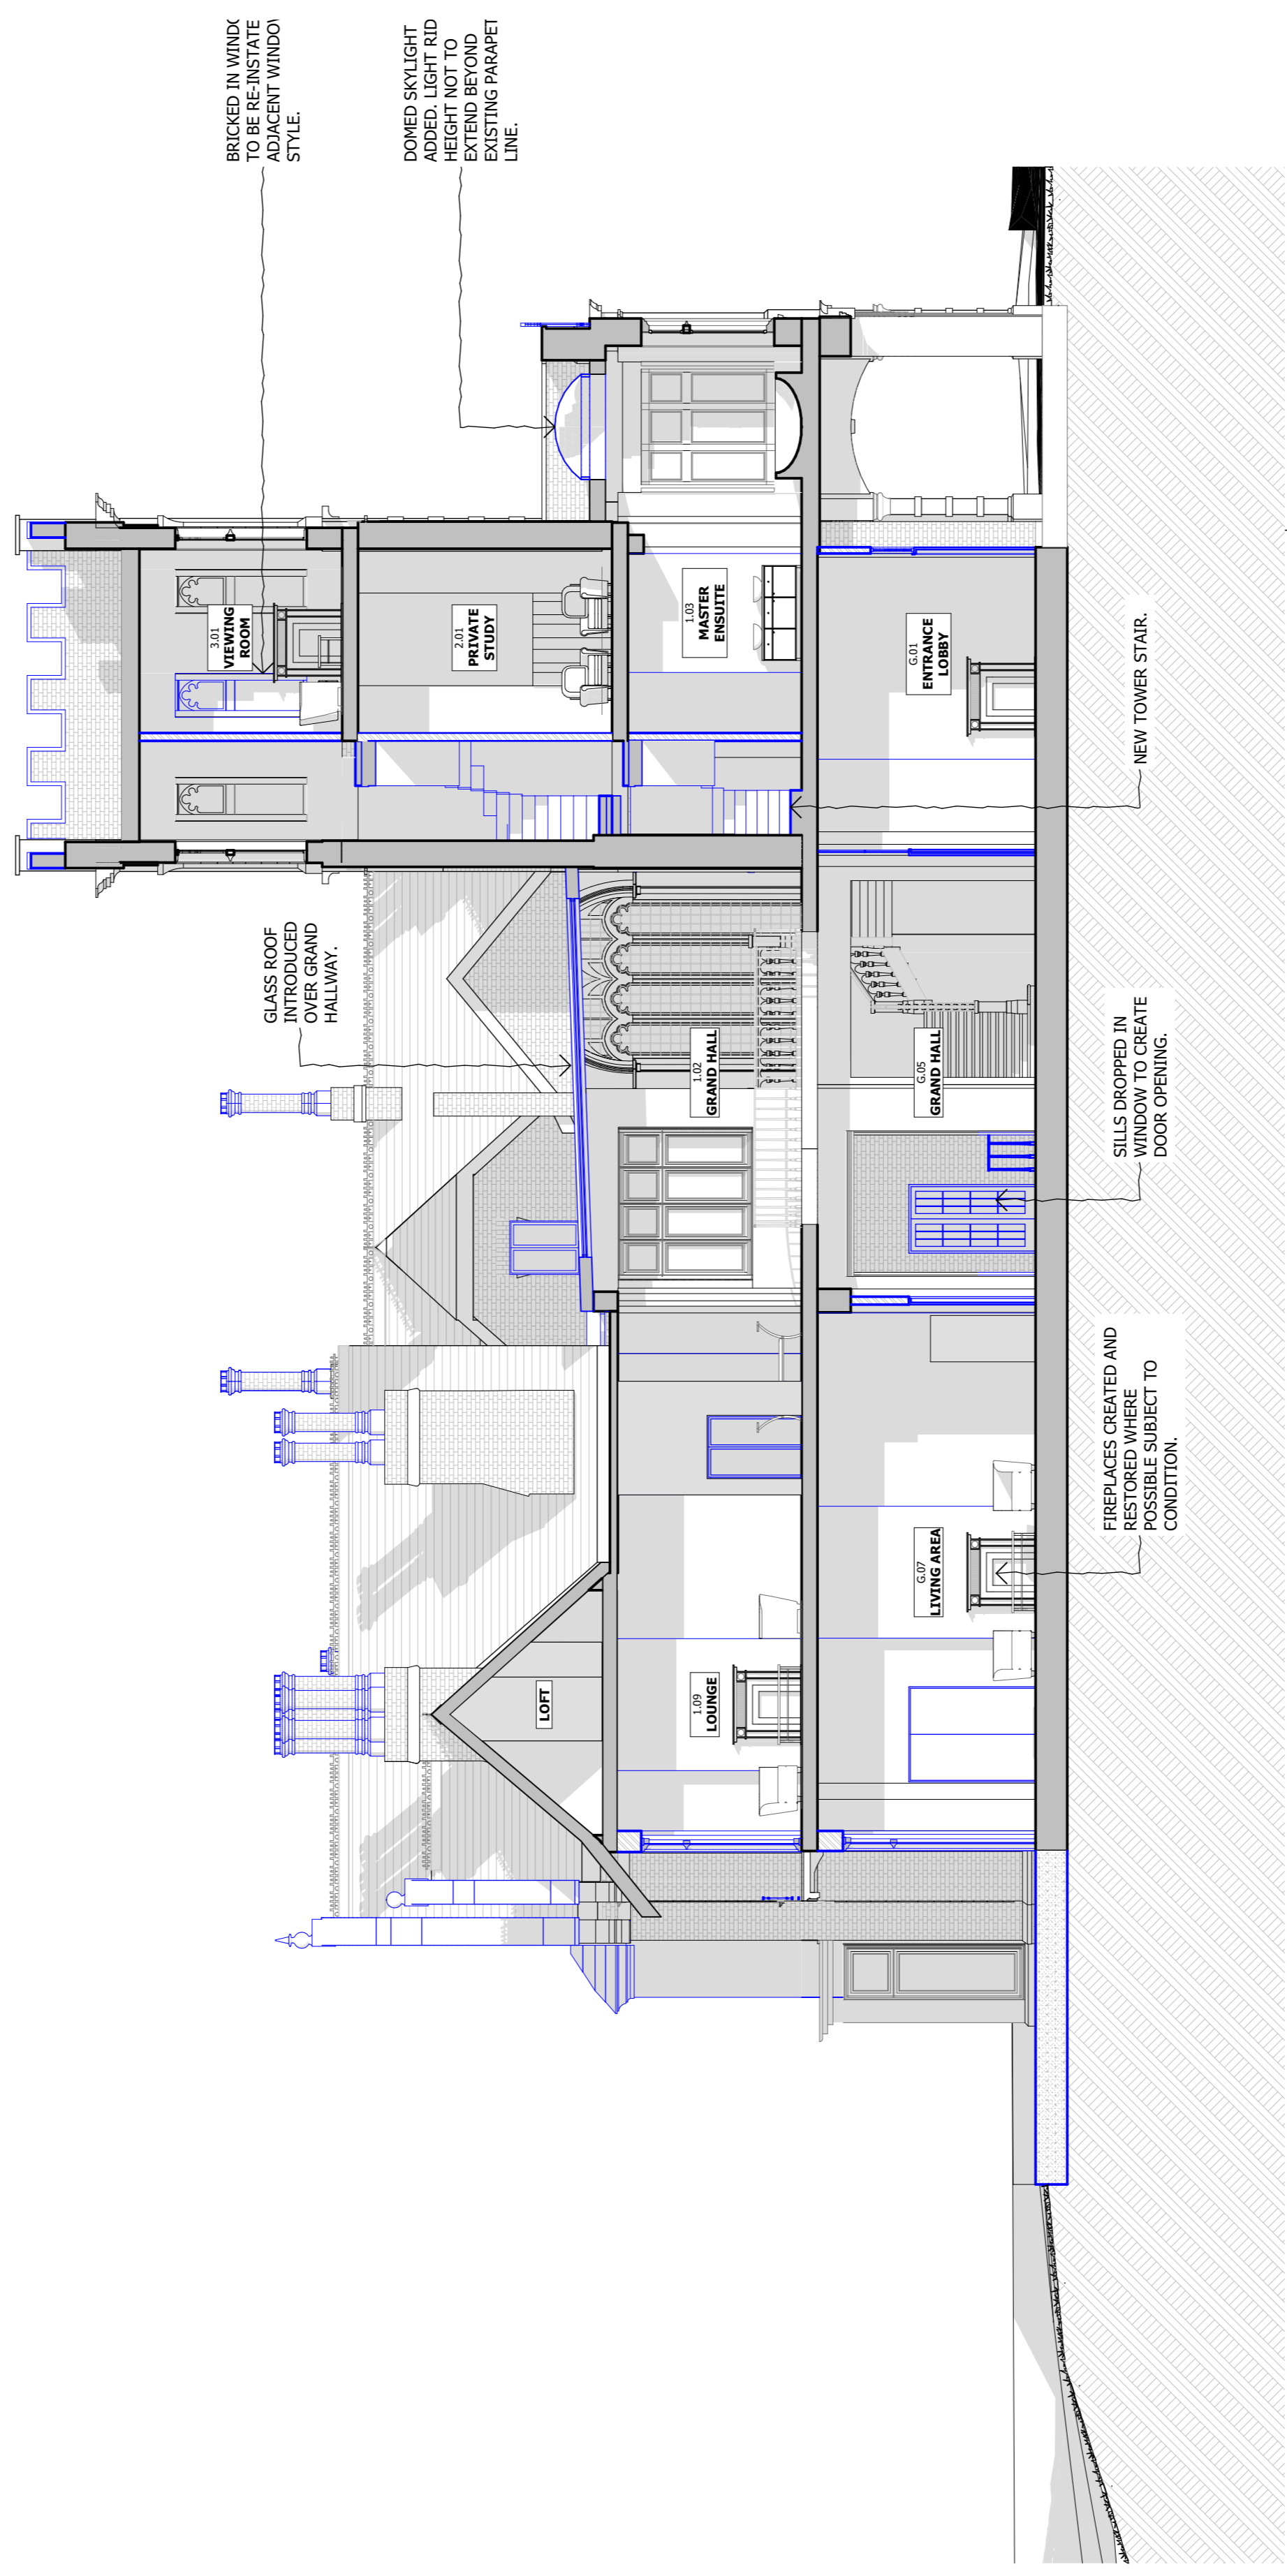 BRICKED IN WINDO
TO BE RE-INSTATE
ADJACENT WINDOW
STYLE.
DOMED SKYLIGHT
ADDED. LIGHT RID
HEIGHT NOT TO
EXTEND BEYOND
EXISTING PARAPET
LINE.
GLASS ROOF
INTRODUCED
OVER GRAND
HALLWAY.
3.01
VIEWING
ROOM
2.01
PRIVATE
STUDY
1.03
MASTER
ENSUITE
G.01
ENTRANCE
LOBBY
1.02
GRAND HALL
G.05
GRAND HALL
LOFT
1.09
LOUNGE
G.07
LIVING AREA
FIREPLACES CREATED AND
RESTORED WHERE
POSSIBLE SUBJECT TO
CONDITION.
SILLS DROPPED IN
WINDOW TO CREATE
DOOR OPENING.
NEW TOWER STAIR.